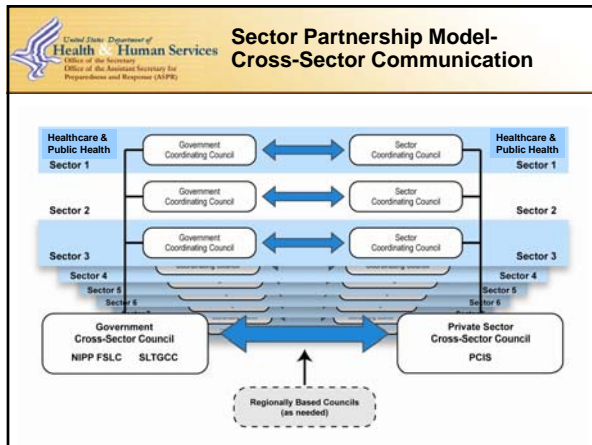 United States Department of
Health & Human Services
Office of the Secretary
Office of the Assistant Secretary for
Preparedness and Response (ASPR)
Sector Partnership Model-
Cross-Sector Communication
Healthcare &
Public Health
Sector 1
Government
Coordinating Council
Sector
Coordinating Council
Healthcare &
Public Health
Sector 1
Sector 2
Government
Coordinating Council
Sector
Coordinating Council
Sector 2
Sector 3
Government
Coordinating Council
Sector
Coordinating Council
Sector 3
Sector 4
Sector 4
Sector 5
Sector 5
Sector 6
Sector 6
Government
Cross-Sector Council
NIPP FSLC SLTGCC
Private Sector
Cross-Sector Council
PCIS
Regionally Based Councils
(as needed)